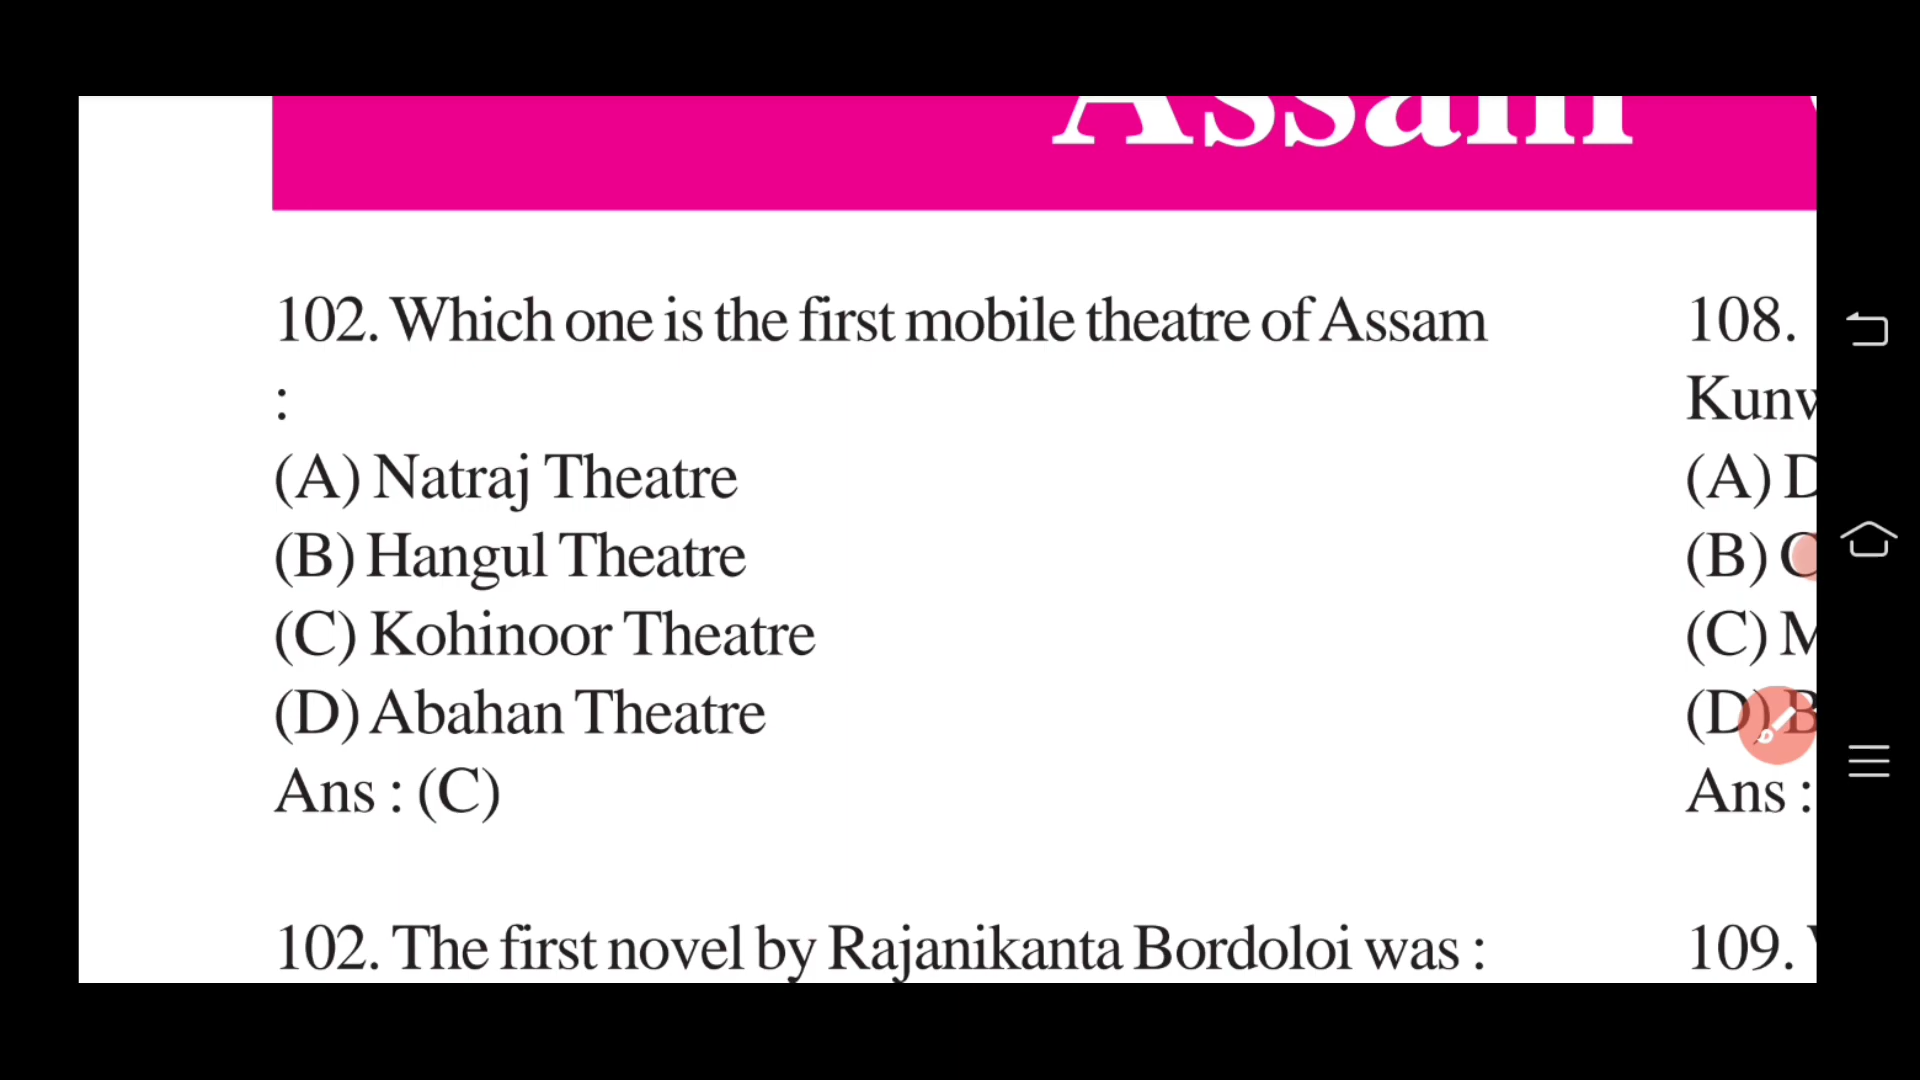 Assam
102. Which one is the first mobile theatre of Assam
:
(A) Natraj Theatre
(B) Hangul Theatre
(C) Kohinoor Theatre
(D) Abahan Theatre
Ans : (C)
102. The first novel by Rajanikanta Bordoloi was :
108.
(A)
(B)
(C)
(D)
Ans :
109.